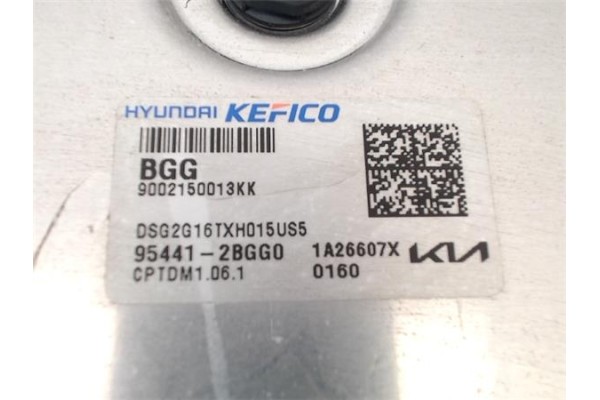 HYUNDAI KEFICO
BGG
9002150013KK
DSG2G16TXH015US5
95441-2BGG0 1A26607X KIA
CPTDM1.06.1 0160